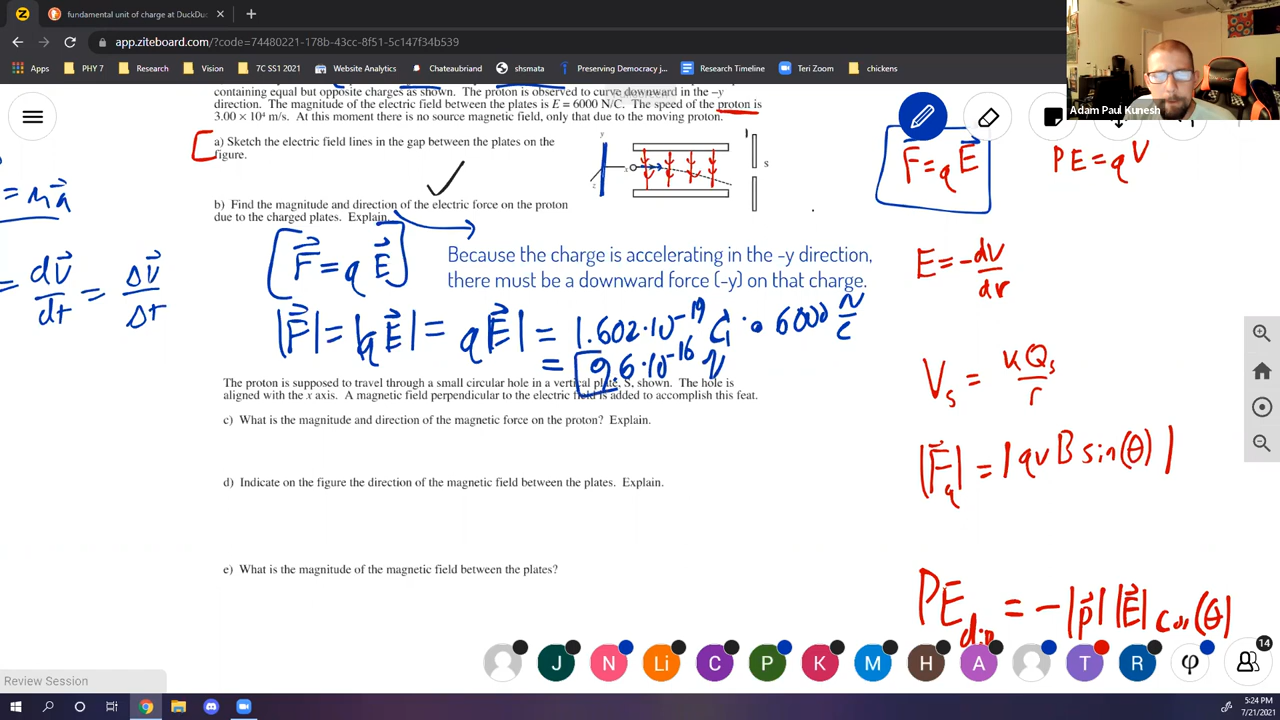 fundamental unit of charge at DuckDuc
app.ziteboard.com/?code=74480221-178b-43cc-8f51-5c147f34b539
Apps PHY 7 Research Vision 7C SS1 2021 Website Analytics Chateaubriand shsmata Preserving Democracy... Research Timeline Teri Zoom chickens
containing equal but opposite charges as shown. The proton is observed to curve downward in the –y
direction. The magnitude of the electric field between the plates is E = 6000 N/C. The speed of the proton is
3.00 × 10⁴ m/s. At this moment there is no source magnetic field, only that due to the moving proton.
a) Sketch the electric field lines in the gap between the plates on the
figure.
y
x
z
S
b) Find the magnitude and direction of the electric force on the proton
due to the charged plates. Explain.
Because the charge is accelerating in the -y direction,
there must be a downward force (-y) on that charge.
= ma⃗
= dv⃗/dt = Δv⃗/Δt
[F⃗ = q E⃗]
|F⃗| = |qE⃗| = q|E⃗| = 1.602·10⁻¹⁹ C · 6000 N/C
= 9.6·10⁻¹⁶ N
The proton is supposed to travel through a small circular hole in a vertical plate, S, shown. The hole is
aligned with the x axis. A magnetic field perpendicular to the electric field is added to accomplish this feat.
c) What is the magnitude and direction of the magnetic force on the proton? Explain.
d) Indicate on the figure the direction of the magnetic field between the plates. Explain.
e) What is the magnitude of the magnetic field between the plates?
F⃗ = q E⃗
PE = qV
E = -dV/dr
Vs = kQs/r
|F⃗q| = |qvB sin(θ)|
PE dip = -|p⃗||E⃗| cos(θ)
Adam Paul Kunesh
J N Li C P K M H A T R φ
14
Review Session
5:24 PM
7/21/2021